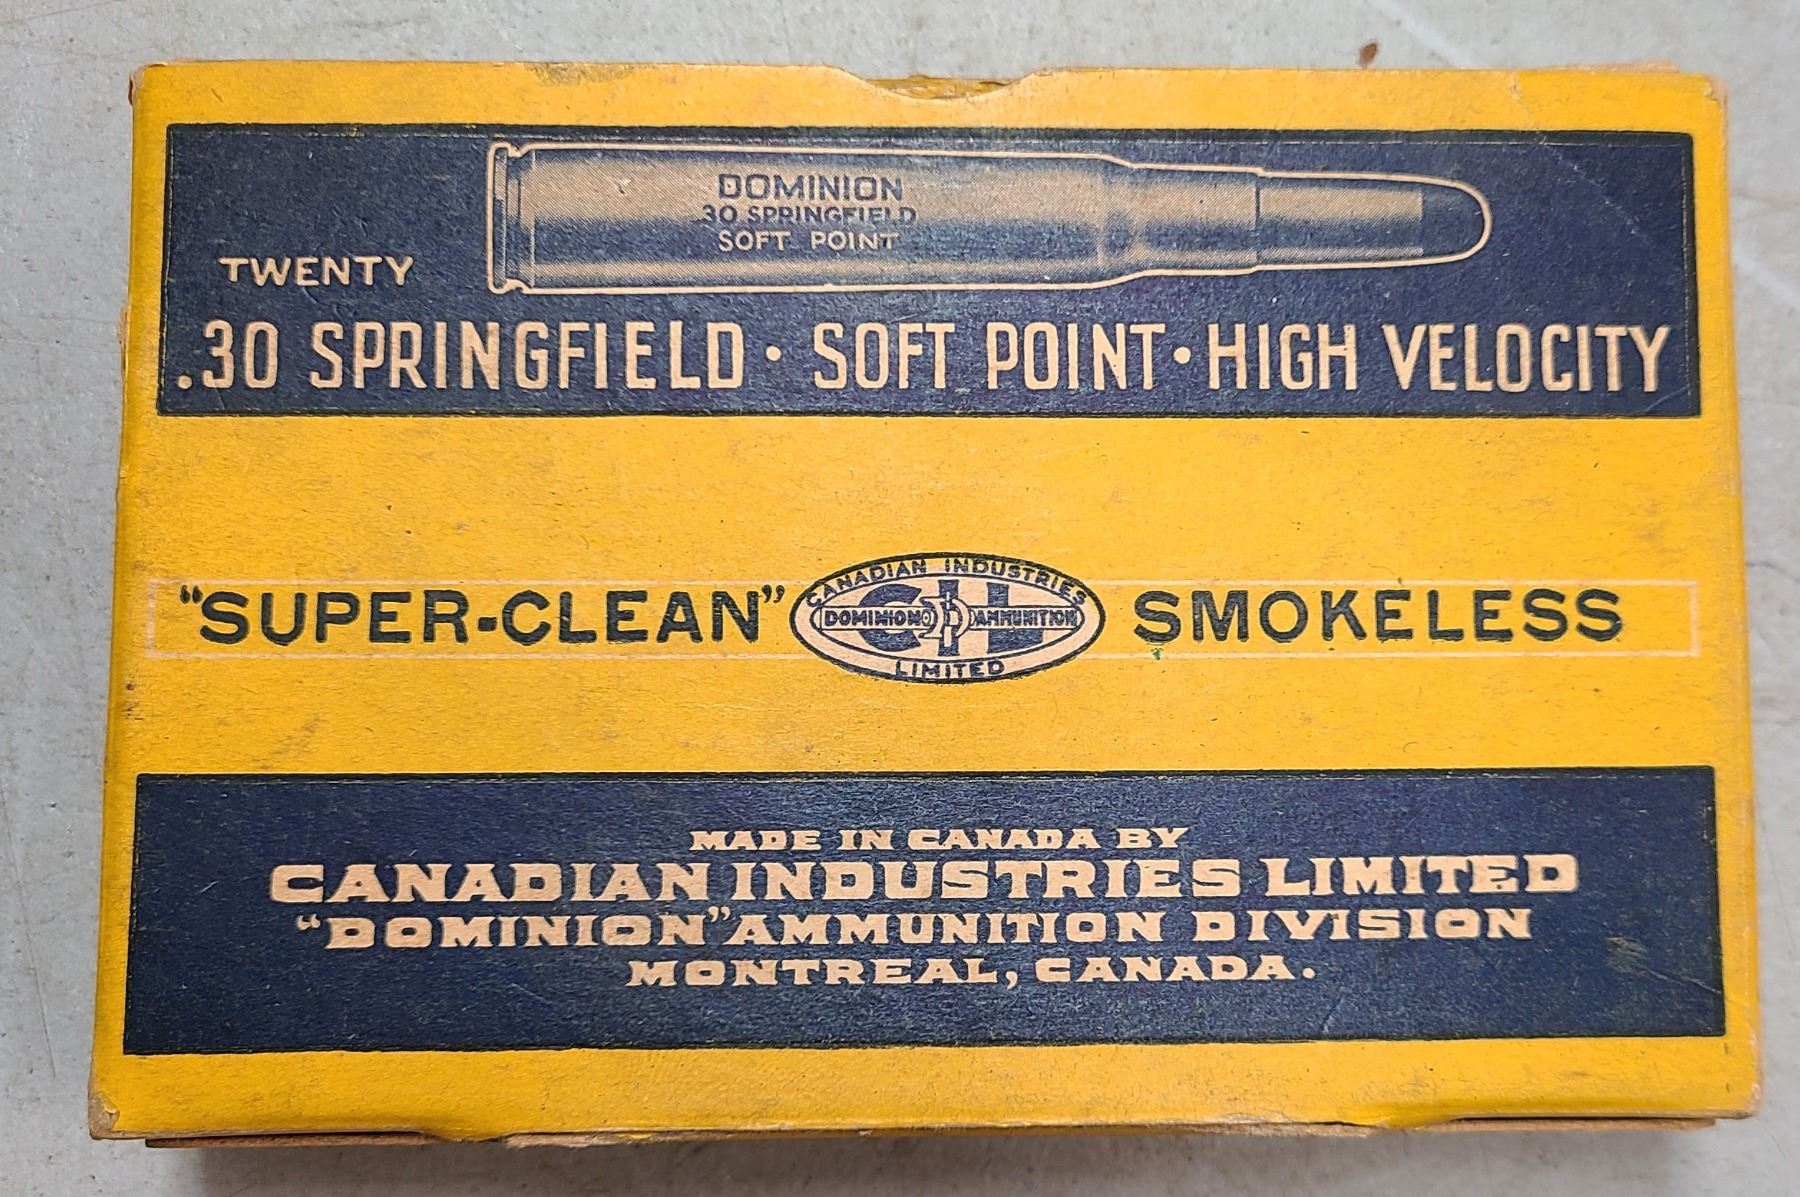 DOMINION
30 SPRINGFIELD
SOFT POINT
TWENTY
.30 SPRINGFIELD · SOFT POINT · HIGH VELOCITY
"SUPER-CLEAN" SMOKELESS
CANADIAN INDUSTRIES
CIL
DOMINION D AMMUNITION
LIMITED
MADE IN CANADA BY
CANADIAN INDUSTRIES LIMITED
"DOMINION" AMMUNITION DIVISION
MONTREAL, CANADA.